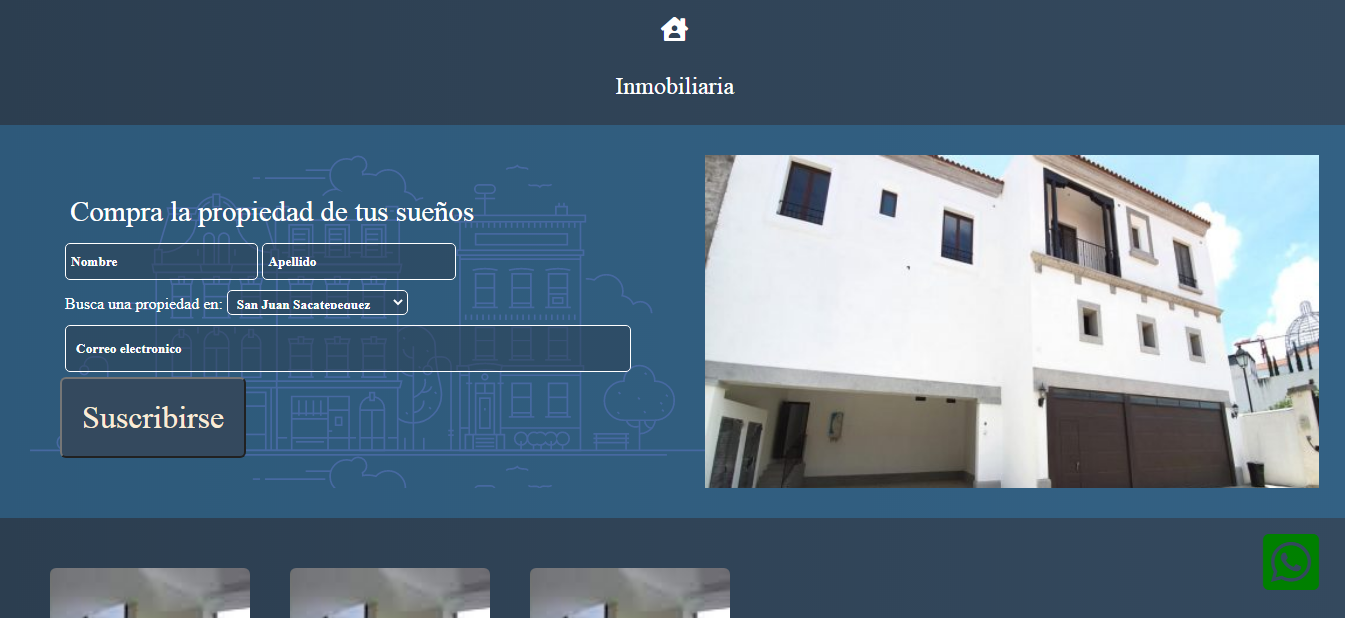 Inmobiliaria
Compra la propiedad de tus sueños
Nombre Apellido
Busca una propiedad en: San Juan Sacatepequez
Correo electronico
Suscribirse